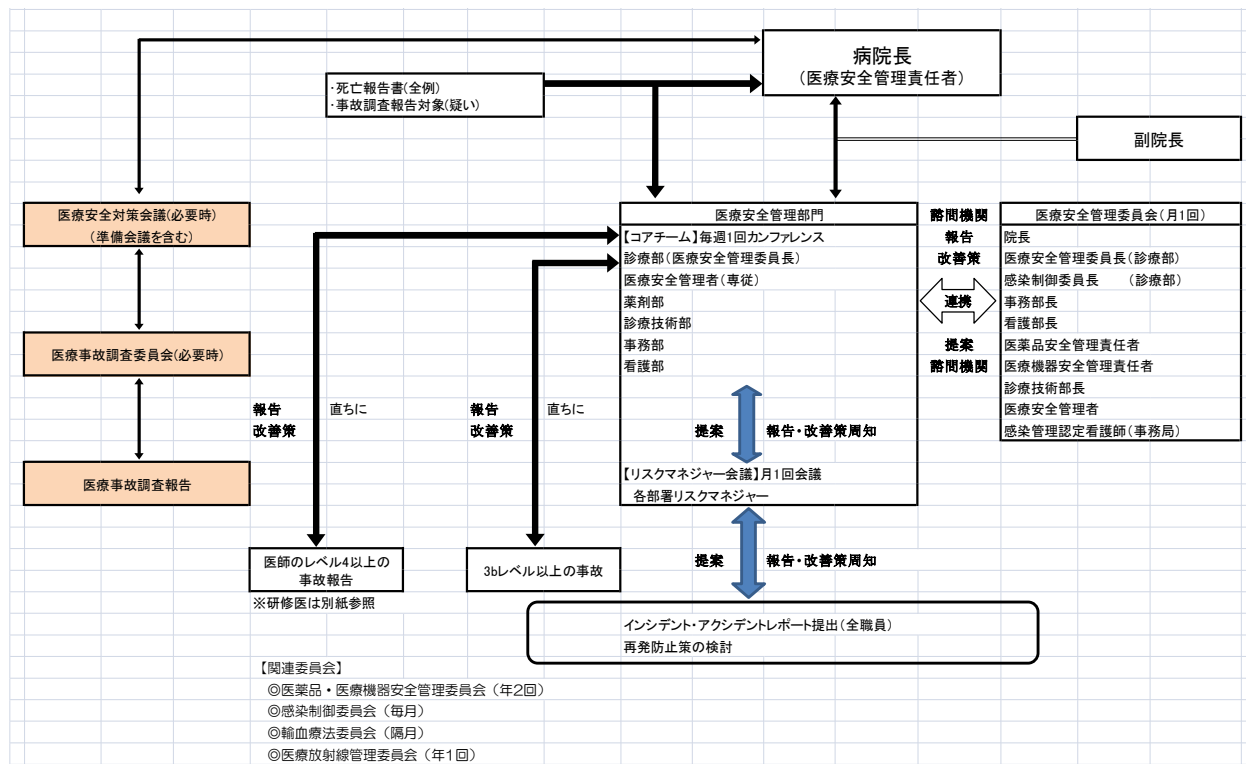 病院長
(医療安全管理責任者)
・死亡報告書(全例)
・事故調査報告対象(疑い)
副院長
医療安全対策会議(必要時)
(準備会議を含む)
医療事故調査委員会(必要時)
医療事故調査報告
医療安全管理部門
【コアチーム】毎週1回カンファレンス
診療部(医療安全管理委員長)
医療安全管理者(専従)
薬剤部
診療技術部
事務部
看護部
提案
報告・改善策周知
【リスクマネジャー会議】月1回会議
各部署リスクマネジャー
諮問機関
報告
改善策
連携
提案
諮問機関
医療安全管理委員会(月1回)
院長
医療安全管理委員長(診療部)
感染制御委員長 (診療部)
事務部長
看護部長
医薬品安全管理責任者
医療機器安全管理責任者
診療技術部長
医療安全管理者
感染管理認定看護師(事務局)
報告 直ちに
改善策
報告 直ちに
改善策
医師のレベル4以上の
事故報告
※研修医は別紙参照
3bレベル以上の事故
提案
報告・改善策周知
インシデント・アクシデントレポート提出(全職員)
再発防止策の検討
【関連委員会】
◎医薬品・医療機器安全管理委員会(年2回)
◎感染制御委員会(毎月)
◎輸血療法委員会(隔月)
◎医療放射線管理委員会(年1回)